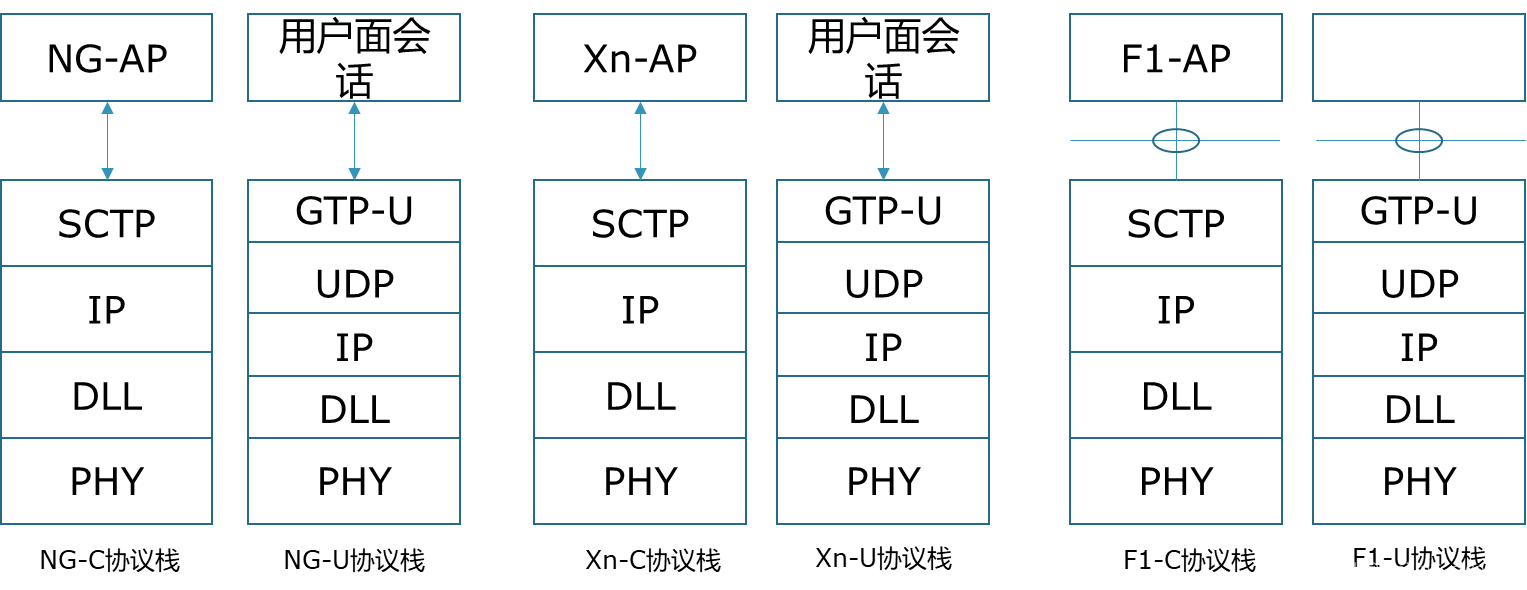 NG-AP
用户面会
话
Xn-AP
用户面会
话
F1-AP
SCTP
IP
DLL
PHY
NG-C协议栈
GTP-U
UDP
IP
DLL
PHY
NG-U协议栈
SCTP
IP
DLL
PHY
Xn-C协议栈
GTP-U
UDP
IP
DLL
PHY
Xn-U协议栈
SCTP
IP
DLL
PHY
F1-C协议栈
GTP-U
UDP
IP
DLL
PHY
F1-U协议栈